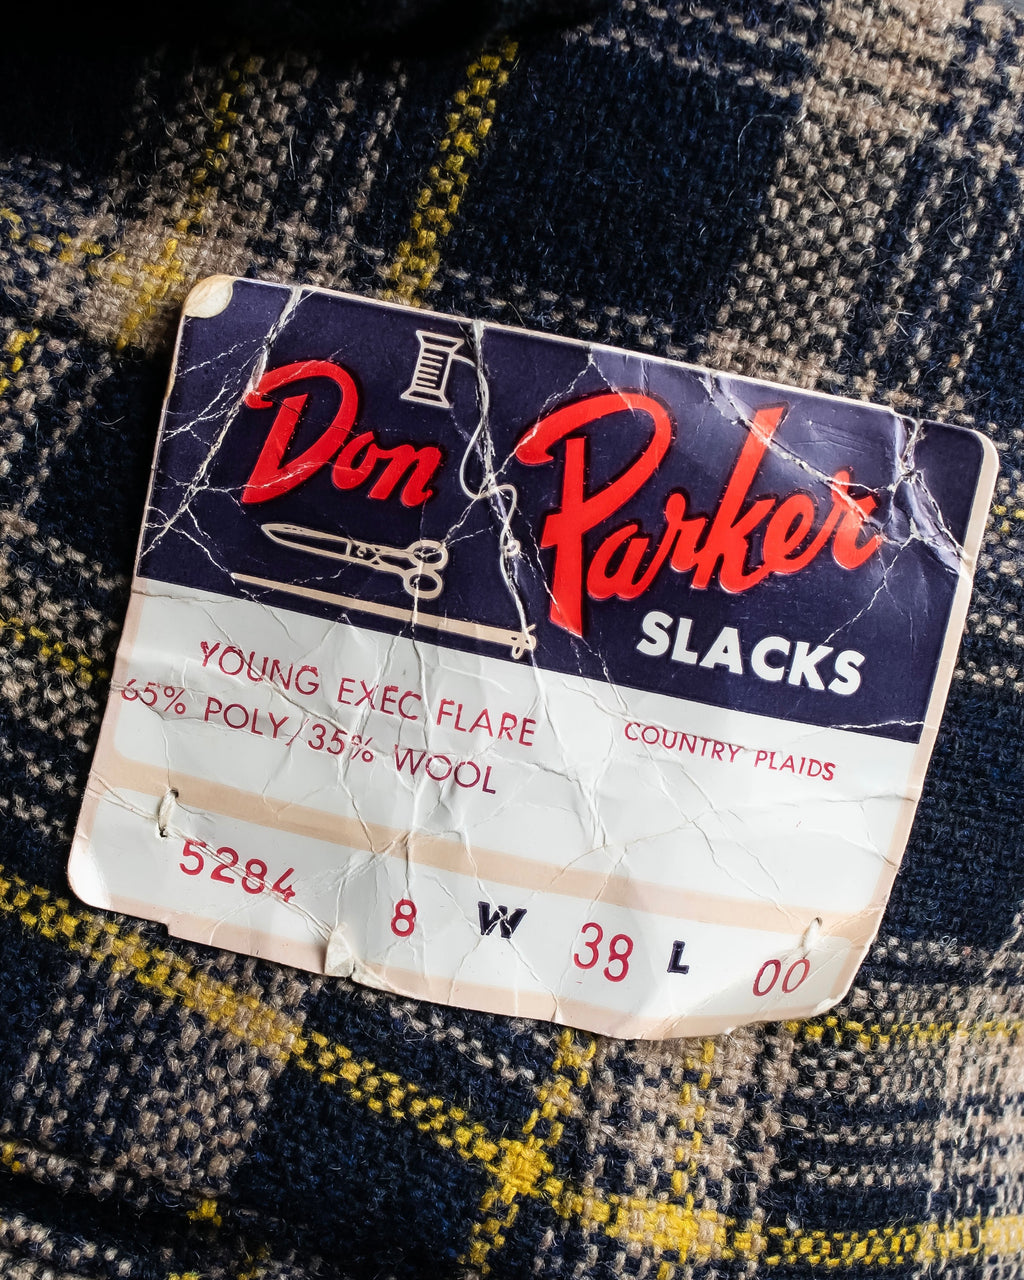 Don Parker
SLACKS
YOUNG EXEC FLARE
65% POLY/35% WOOL
COUNTRY PLAIDS
5284 8 W 38 L 00